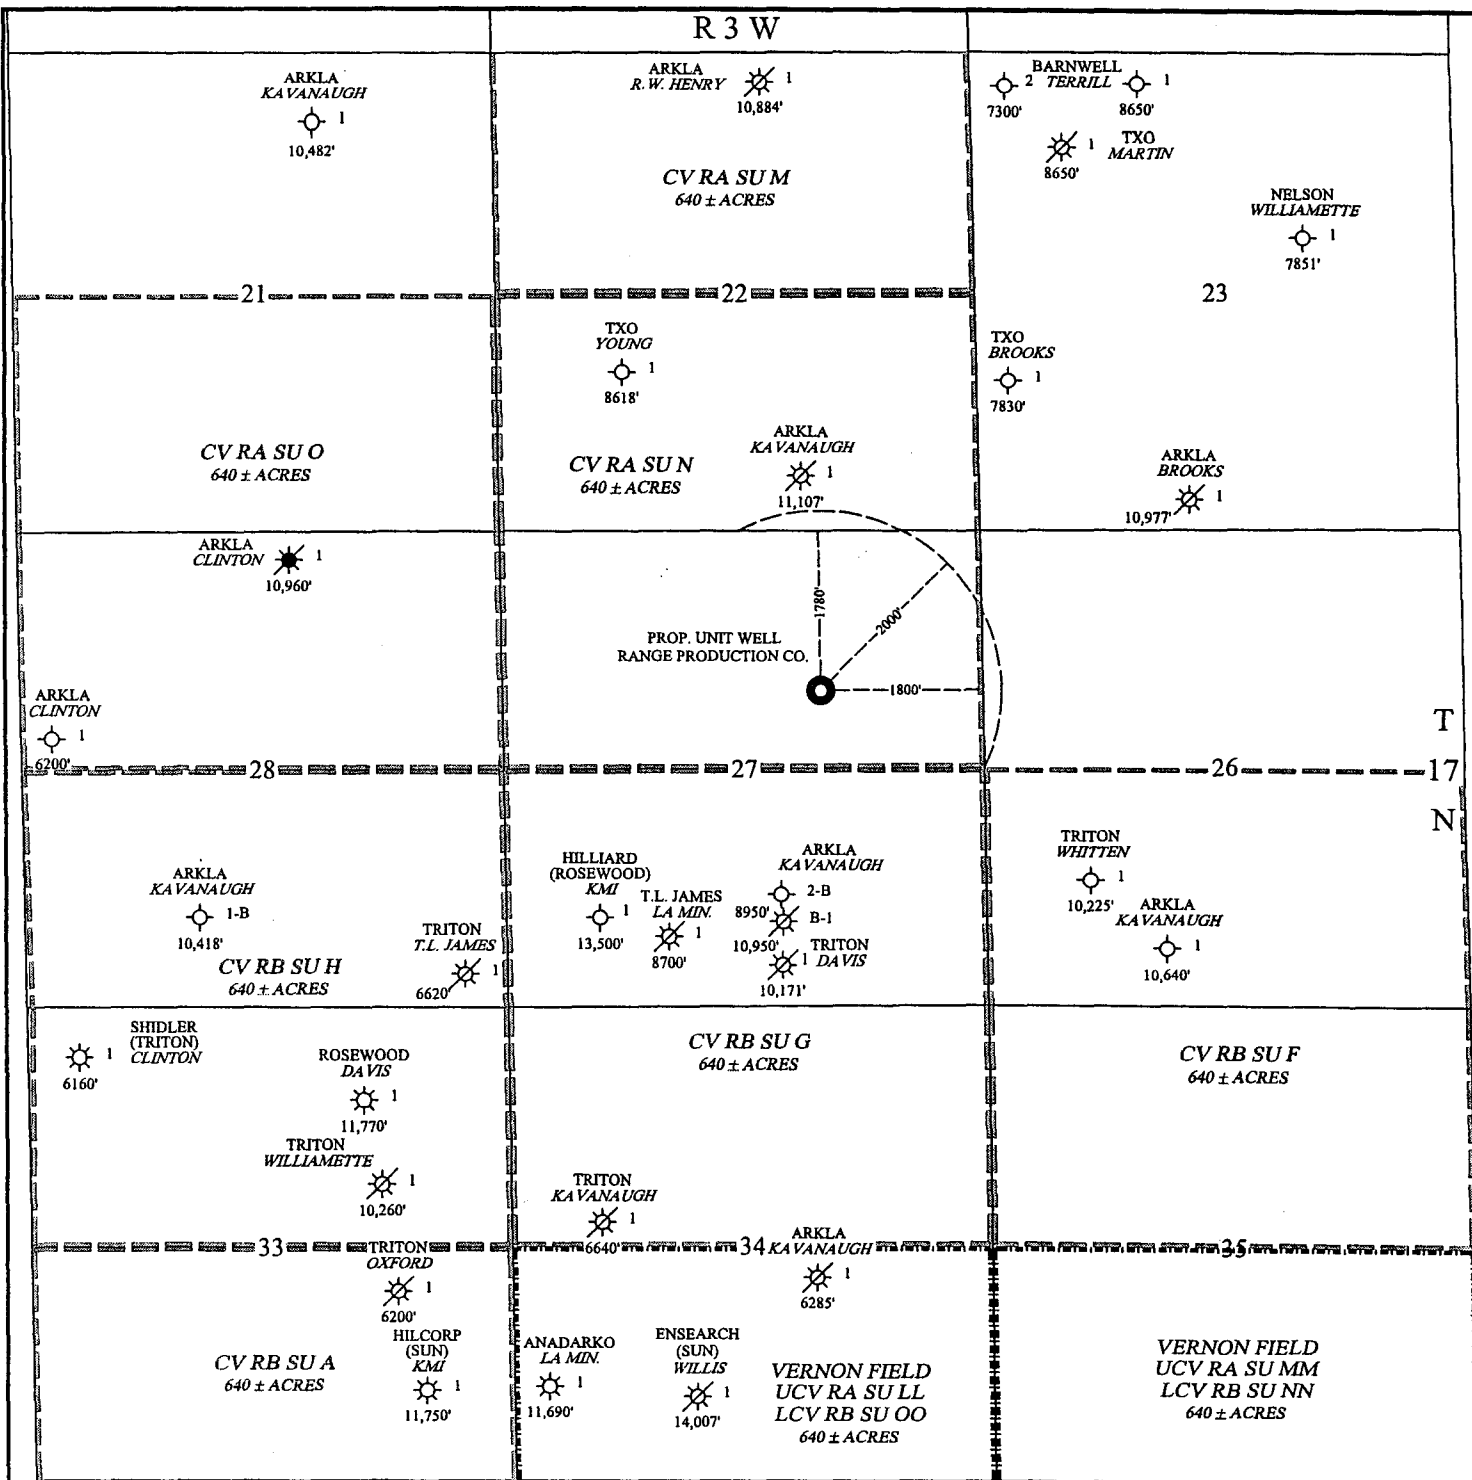 R 3 W
ARKLA
KAVANAUGH
1
10,482'
ARKLA
R.W. HENRY
1
10,884'
2
7300'
BARNWELL
TERRILL
1
8650'
1
8650'
TXO
MARTIN
CV RA SU M
640 ± ACRES
NELSON
WILLIAMETTE
1
7851'
21
22
23
TXO
YOUNG
1
8618'
TXO
BROOKS
1
7830'
CV RA SU O
640 ± ACRES
CV RA SU N
640 ± ACRES
ARKLA
KAVANAUGH
1
11,107'
ARKLA
BROOKS
1
10,977'
ARKLA
CLINTON
1
10,960'
1780'
2000'
1800'
PROP. UNIT WELL
RANGE PRODUCTION CO.
ARKLA
CLINTON
1
6200'
T
17
N
28
27
26
ARKLA
KAVANAUGH
1-B
10,418'
TRITON
T.L. JAMES
1
6620'
CV RB SU H
640 ± ACRES
HILLIARD
(ROSEWOOD)
KMI
1
13,500'
T.L. JAMES
LA MIN.
1
8700'
ARKLA
KAVANAUGH
2-B
8950'
B-1
10,950'
TRITON
DAVIS
1
10,171'
TRITON
WHITTEN
1
10,225'
ARKLA
KAVANAUGH
1
10,640'
SHIDLER
(TRITON)
CLINTON
1
6160'
ROSEWOOD
DAVIS
1
11,770'
TRITON
WILLIAMETTE
1
10,260'
CV RB SU G
640 ± ACRES
CV RB SU F
640 ± ACRES
TRITON
KAVANAUGH
1
6640'
33
34
35
TRITON
OXFORD
1
6200'
ARKLA
KAVANAUGH
1
6285'
CV RB SU A
640 ± ACRES
HILCORP
(SUN)
KMI
1
11,750'
ANADARKO
LA MIN.
1
11,690'
ENSEARCH
(SUN)
WILLIS
1
14,007'
VERNON FIELD
UCV RA SU LL
LCV RB SU OO
640 ± ACRES
VERNON FIELD
UCV RA SU MM
LCV RB SU NN
640 ± ACRES